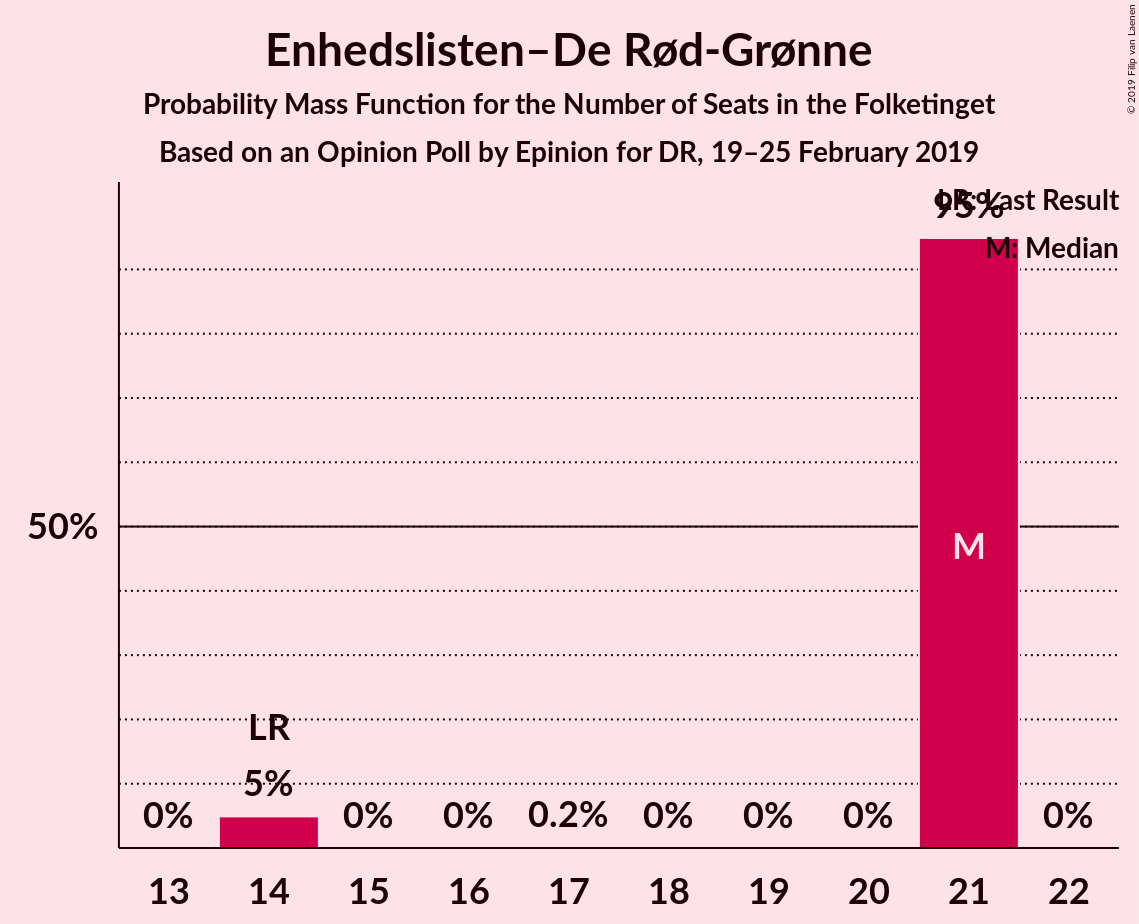 Enhedslisten–De Rød-Grønne
Probability Mass Function for the Number of Seats in the Folketinget
Based on an Opinion Poll by Epinion for DR, 19–25 February 2019
© 2019 Filip van Laenen
LR: Last Result
95%
M: Median
50%
M
LR
5%
0% 0% 0% 0.2% 0% 0% 0% 0%
13 14 15 16 17 18 19 20 21 22